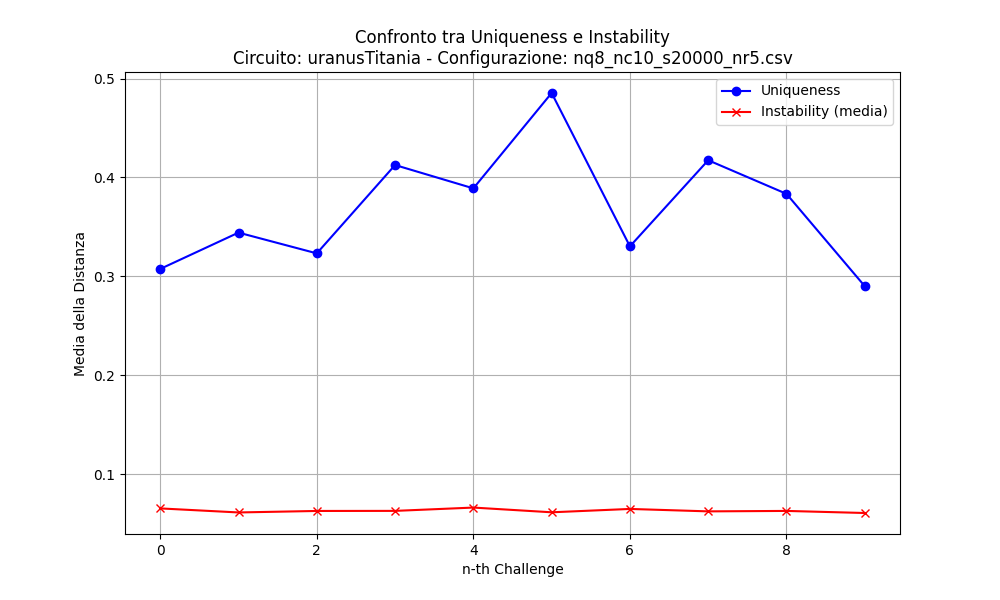 Confronto tra Uniqueness e Instability
Circuito: uranusTitania - Configurazione: nq8_nc10_s20000_nr5.csv
Uniqueness
Instability (media)
Media della Distanza
0.5
0.4
0.3
0.2
0.1
0
2
4
6
8
n-th Challenge